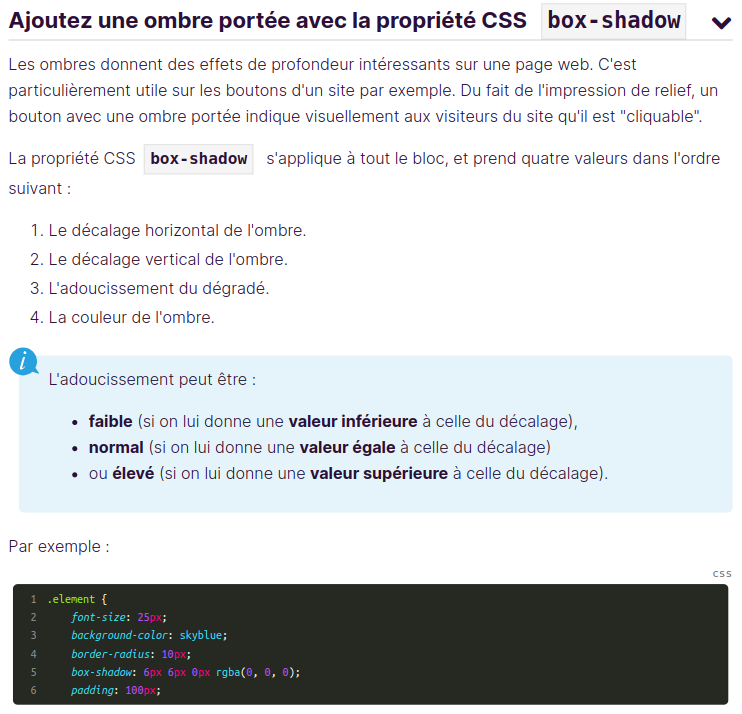 Ajoutez une ombre portée avec la propriété CSS box-shadow
Les ombres donnent des effets de profondeur intéressants sur une page web. C'est
particulièrement utile sur les boutons d'un site par exemple. Du fait de l'impression de relief, un
bouton avec une ombre portée indique visuellement aux visiteurs du site qu'il est "cliquable".
La propriété CSS box-shadow s'applique à tout le bloc, et prend quatre valeurs dans l'ordre
suivant :
1. Le décalage horizontal de l'ombre.
2. Le décalage vertical de l'ombre.
3. L'adoucissement du dégradé.
4. La couleur de l'ombre.
i
L'adoucissement peut être :
• faible (si on lui donne une valeur inférieure à celle du décalage),
• normal (si on lui donne une valeur égale à celle du décalage)
• ou élevé (si on lui donne une valeur supérieure à celle du décalage).
Par exemple :
css
1 .element {
2 font-size: 25px;
3 background-color: skyblue;
4 border-radius: 10px;
5 box-shadow: 6px 6px 0px rgba(0, 0, 0);
6 padding: 100px;